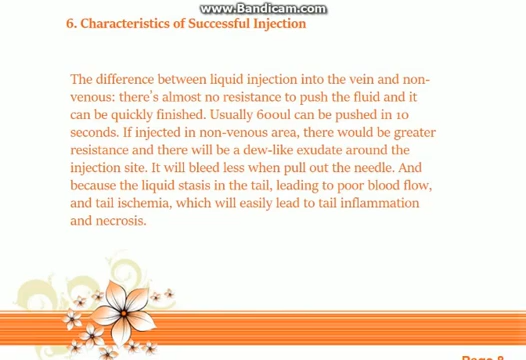 www.Bandicam.com
6. Characteristics of Successful Injection
The difference between liquid injection into the vein and non-
venous: there's almost no resistance to push the fluid and it
can be quickly finished. Usually 600ul can be pushed in 10
seconds. If injected in non-venous area, there would be greater
resistance and there will be a dew-like exudate around the
injection site. It will bleed less when pull out the needle. And
because the liquid stasis in the tail, leading to poor blood flow,
and tail ischemia, which will easily lead to tail inflammation
and necrosis.
Page 8